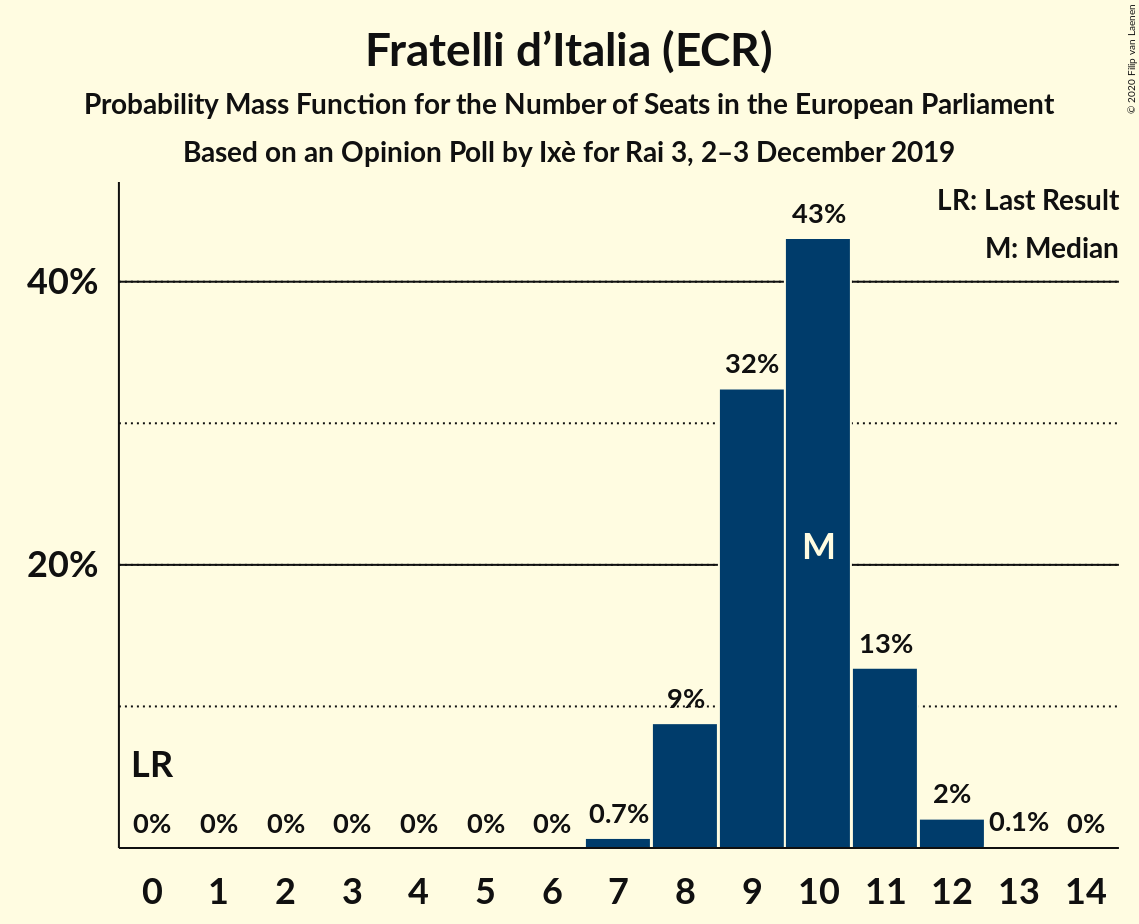 Fratelli d’Italia (ECR)
Probability Mass Function for the Number of Seats in the European Parliament
Based on an Opinion Poll by Ixè for Rai 3, 2–3 December 2019
© 2020 Filip van Laenen
LR: Last Result
M: Median
43%
40%
32%
M
20%
13%
9%
LR
0% 0% 0% 0% 0% 0% 0% 0.7% 2% 0.1% 0%
0 1 2 3 4 5 6 7 8 9 10 11 12 13 14